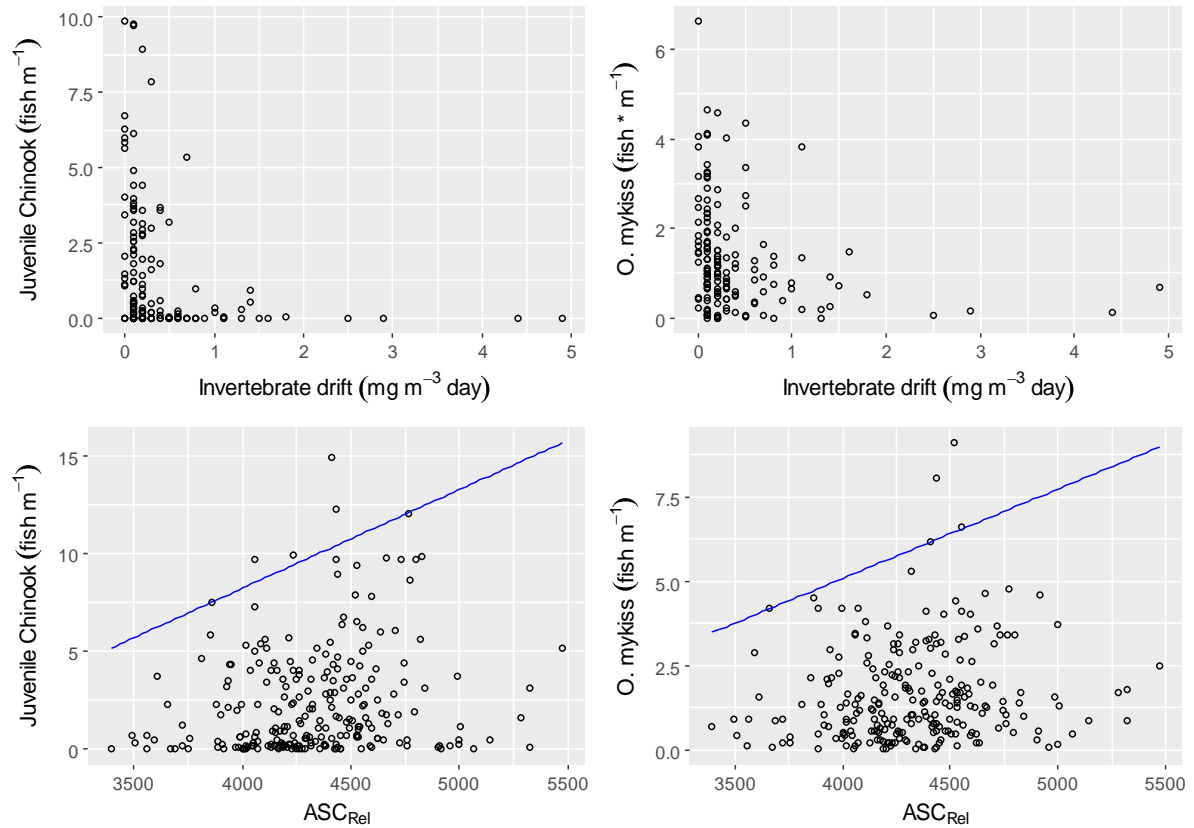 10.0
7.5
5.0
2.5
0.0
Juvenile Chinook (fish m⁻¹)
0 1 2 3 4 5
Invertebrate drift (mg m⁻³ day)
6
4
2
0
O. mykiss (fish * m⁻¹)
0 1 2 3 4 5
Invertebrate drift (mg m⁻³ day)
15
10
5
0
Juvenile Chinook (fish m⁻¹)
3500 4000 4500 5000 5500
ASC_Rel
7.5
5.0
2.5
0.0
O. mykiss (fish m⁻¹)
3500 4000 4500 5000 5500
ASC_Rel